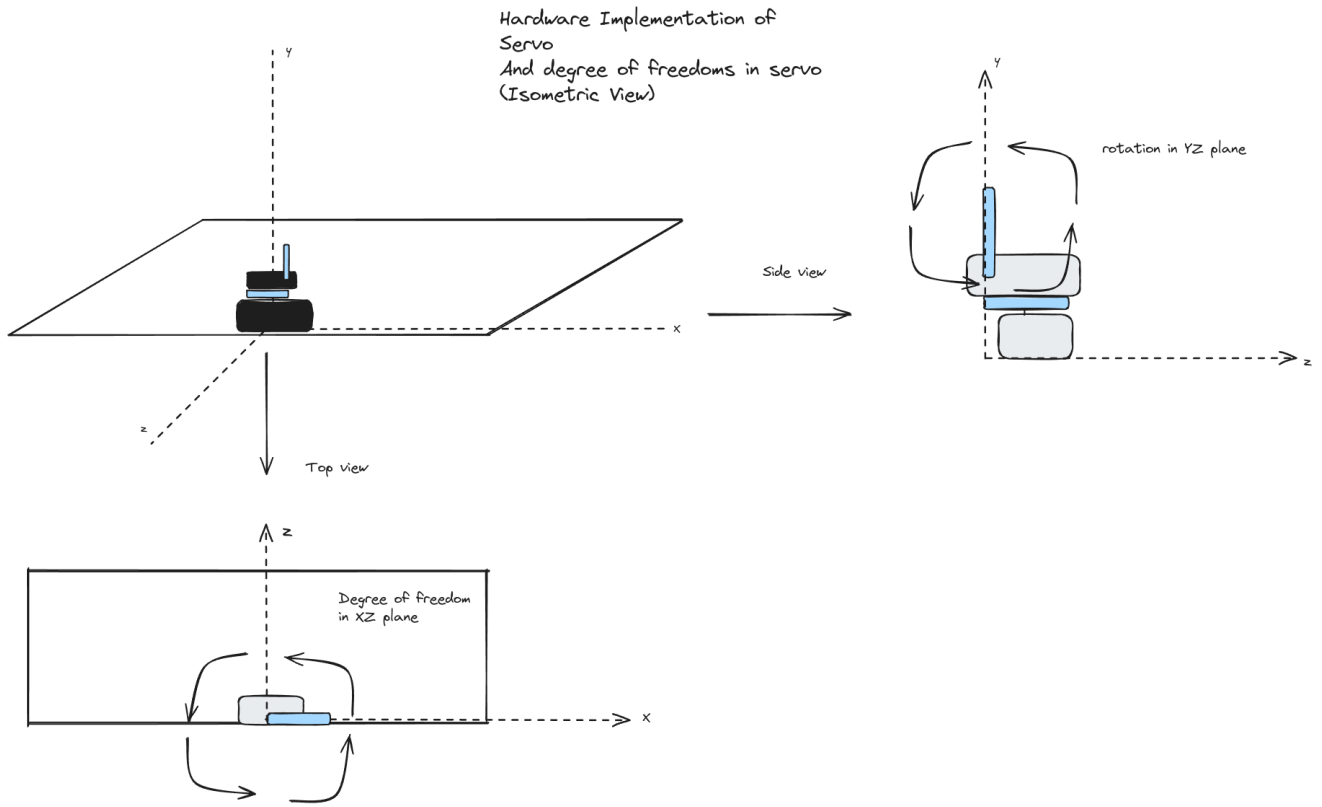 Hardware Implementation of
Servo
And degree of freedoms in servo
(Isometric View)
y
x
z
Side view
y
rotation in YZ plane
z
Top view
z
Degree of freedom
in XZ plane
x